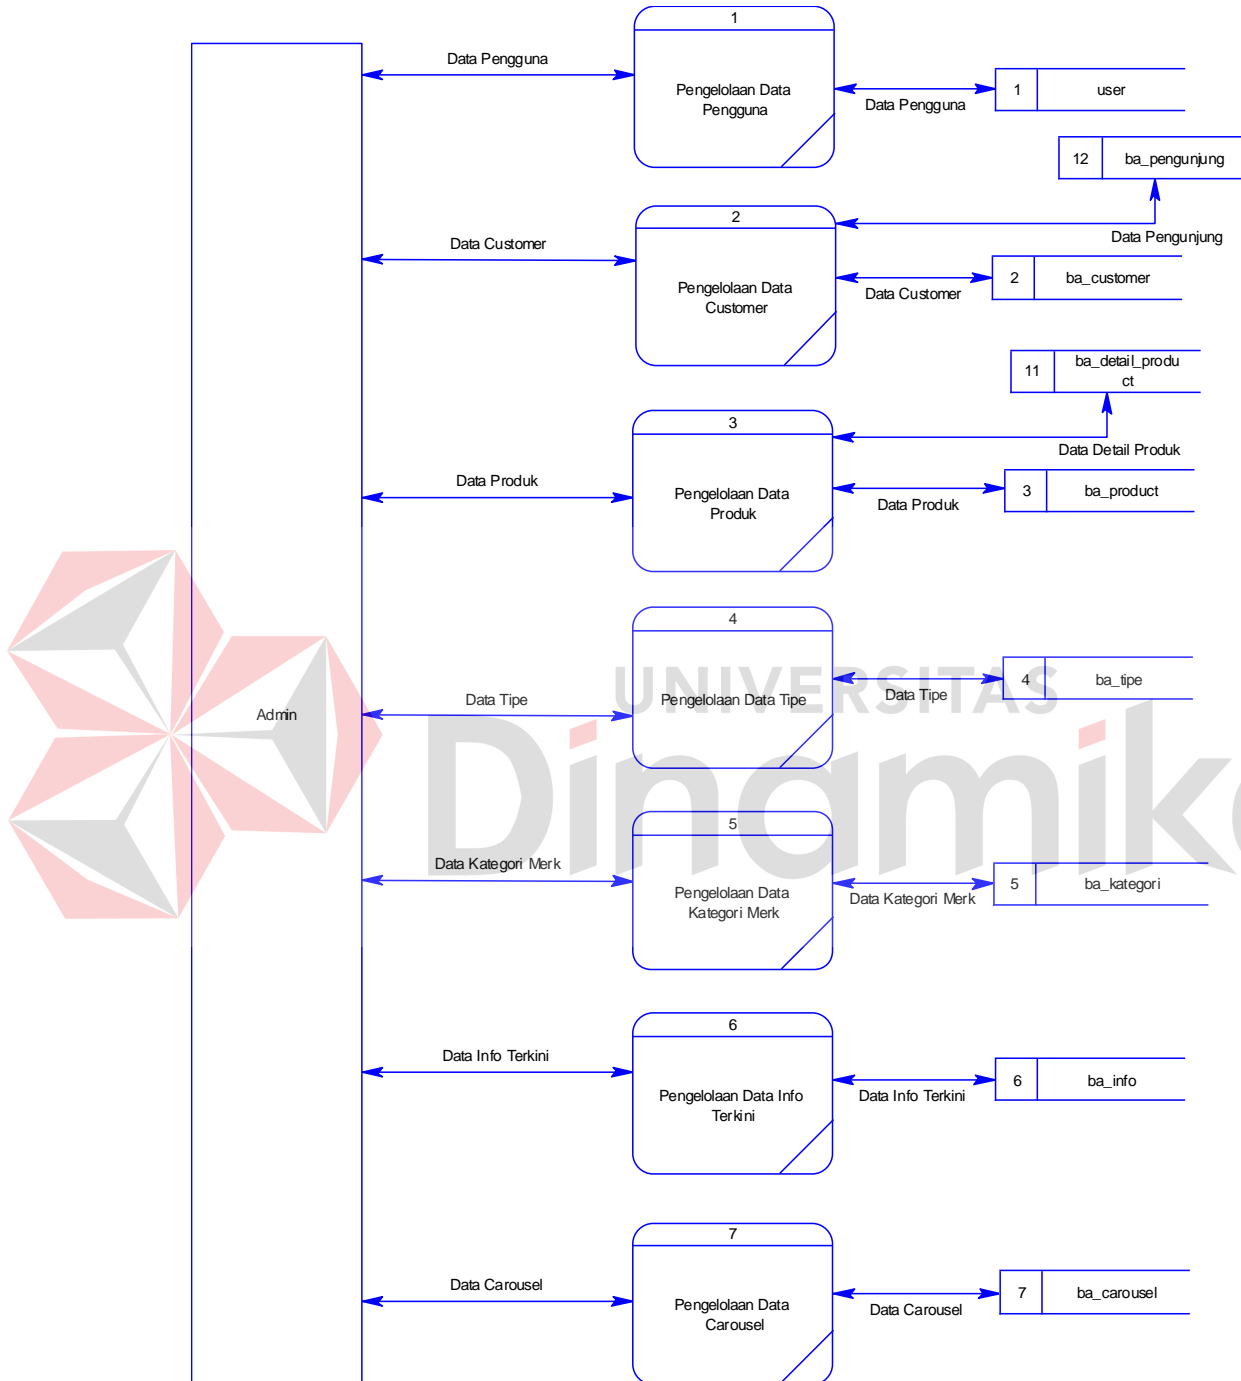 1
Data Pengguna
Pengelolaan Data
Pengguna
Data Pengguna
1
user
12
ba_pengunjung
2
Data Customer
Data Pengunjung
Pengelolaan Data
Customer
Data Customer
2
ba_customer
11
ba_detail_produ
ct
3
Data Detail Produk
Data Produk
Pengelolaan Data
Produk
Data Produk
3
ba_product
4
UNIVERSITAS
Data Tipe
Pengelolaan Data Tipe
Data Tipe
4
ba_tipe
Admin
Dinamika
5
Data Kategori Merk
Pengelolaan Data
Kategori Merk
Data Kategori Merk
5
ba_kategori
6
Data Info Terkini
Pengelolaan Data Info
Terkini
Data Info Terkini
6
ba_info
7
Data Carousel
Pengelolaan Data
Carousel
Data Carousel
7
ba_carousel